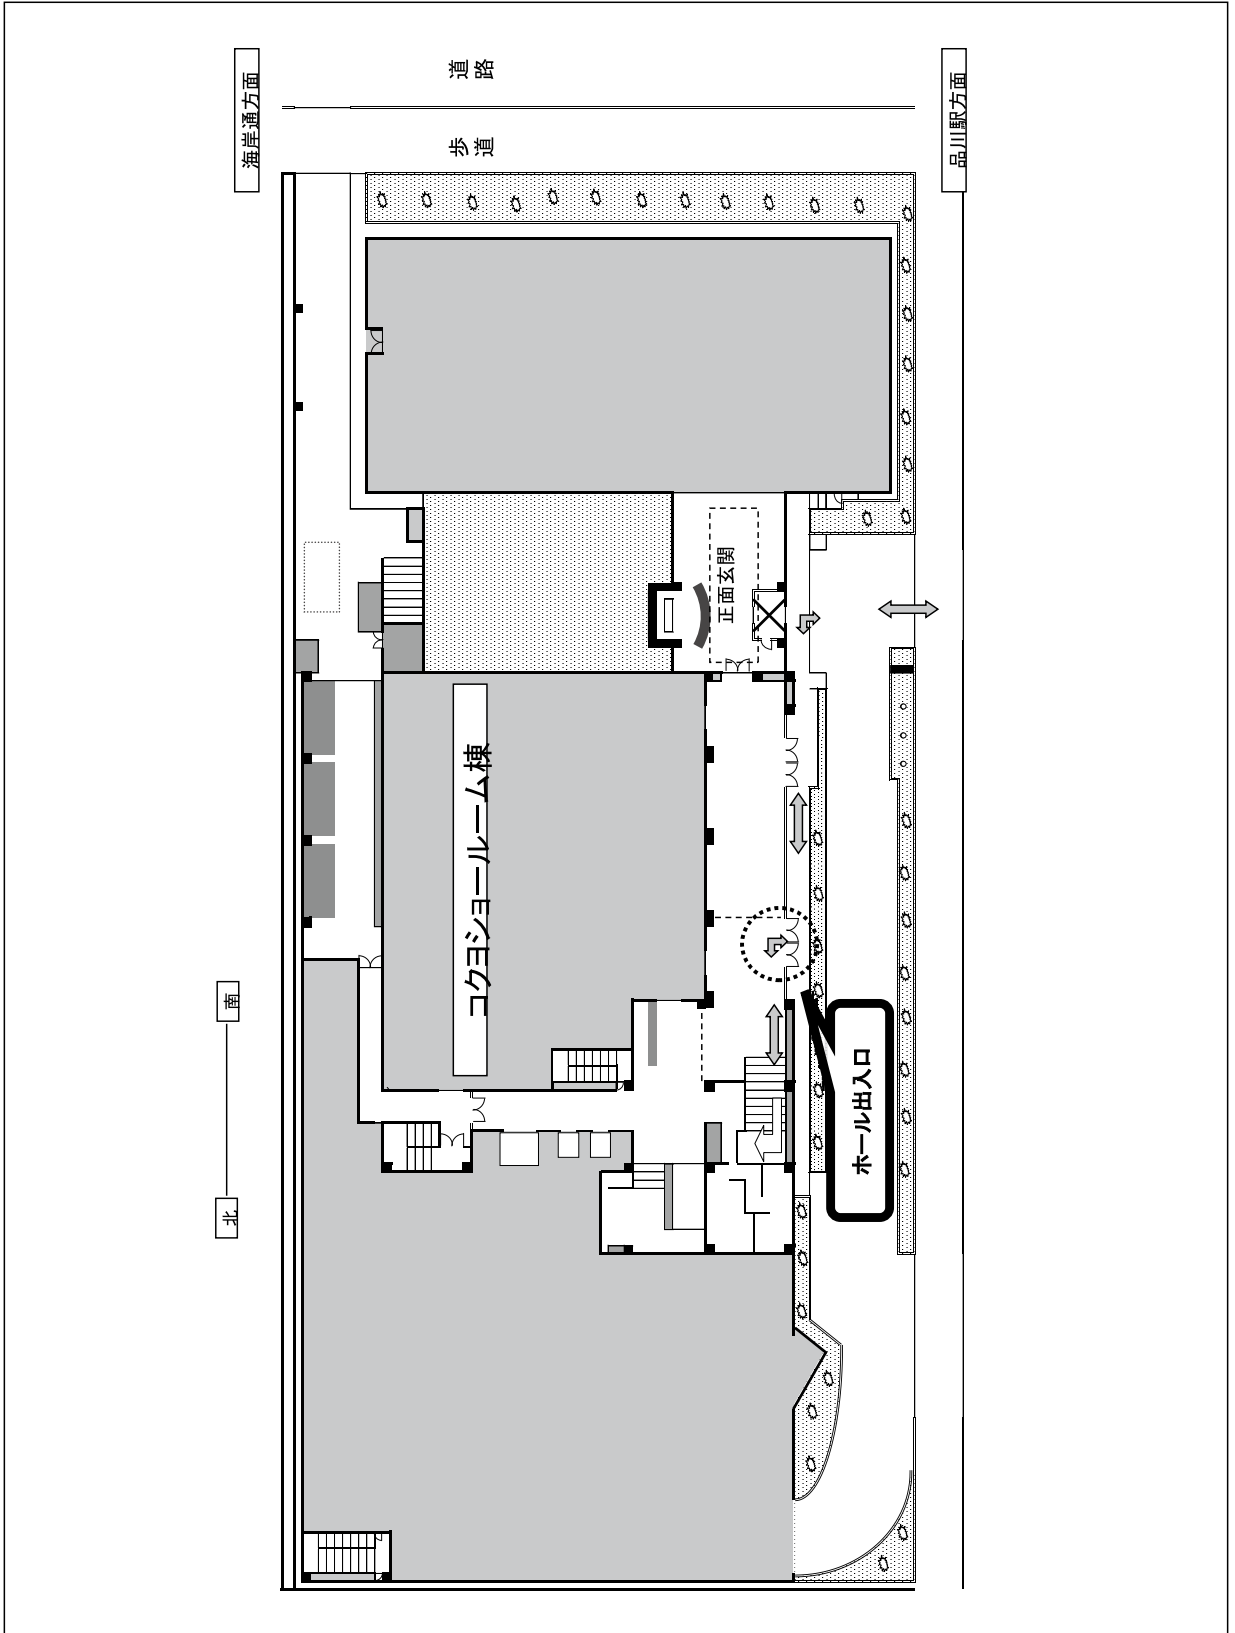 海岸通方面
道路
歩道
品川駅方面
正面玄関
コクヨショールーム棟
南
北
ホール出入口